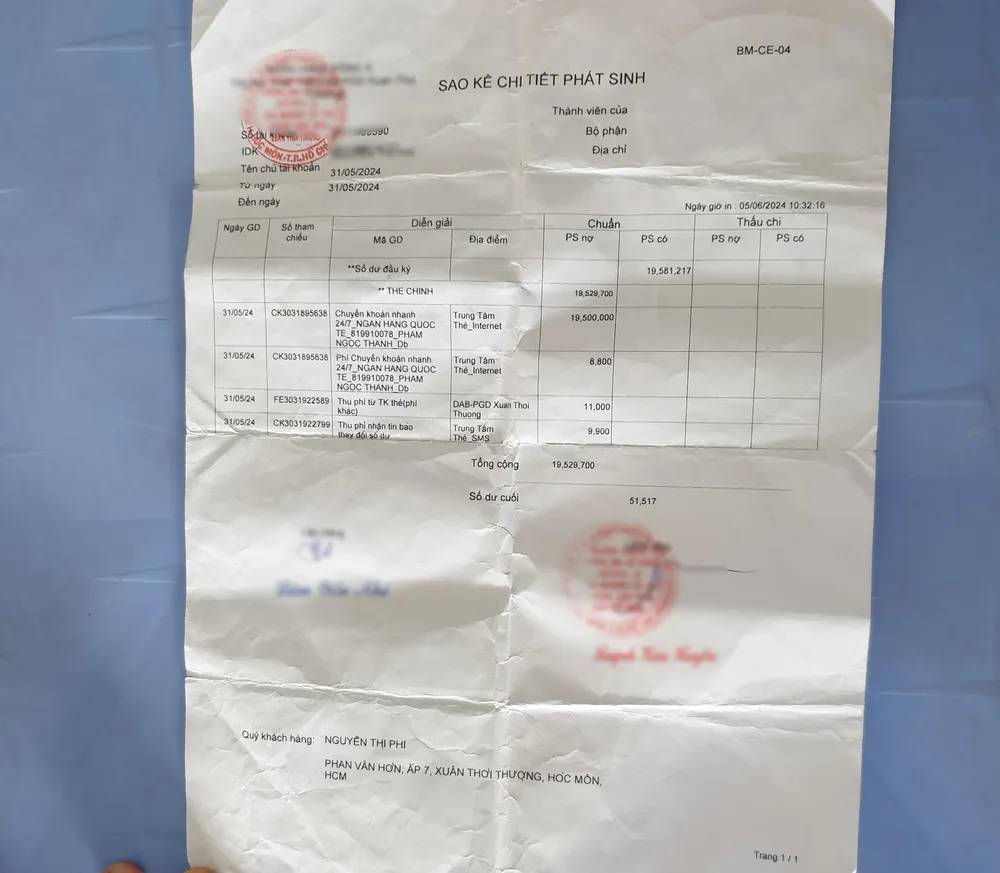 BM-CE-04
SAO KÊ CHI TIẾT PHÁT SINH
Thành viên của
Bộ phận
Địa chỉ
Số tài
IDK
HÓC MÔN-T.P.HỒ CHÍ
Tên chủ tài khoản 31/05/2024
Từ ngày 31/05/2024
Đến ngày
Ngày giờ in : 05/06/2024 10:32:16
Ngày GD Số tham Diễn giải Chuẩn Thấu chi
chiếu Mã GD Địa điểm PS nợ PS có PS nợ PS có
**Số dư đầu kỳ 19,581,217
** THE CHINH 19,529,700
31/05/24 CK3031895638 Chuyển khoản nhanh Trung Tâm 19,500,000
24/7_NGAN HANG QUOC Thẻ_Internet
TE_819910078_PHAM
NGOC THANH_Db
31/05/24 CK3031895638 Phí Chuyển khoản nhanh Trung Tâm 8,800
24/7_NGAN HANG QUOC Thẻ_Internet
TE_819910078_PHAM
NGOC THANH_Db
31/05/24 FE3031922589 Thu phí từ TK thẻ(phí DAB-PGD Xuan Thoi 11,000
khác) Thuong
31/05/24 CK3031922799 Thu phí nhận tin báo Trung Tâm 9,900
thay đổi số dư Thẻ_SMS
Tổng cộng 19,529,700
Số dư cuối 51,517
Quý khách hàng: NGUYỄN THỊ PHI
PHAN VĂN HỚN, ẤP 7, XUÂN THỚI THƯỢNG, HOC MÔN,
HCM
Trang 1 / 1